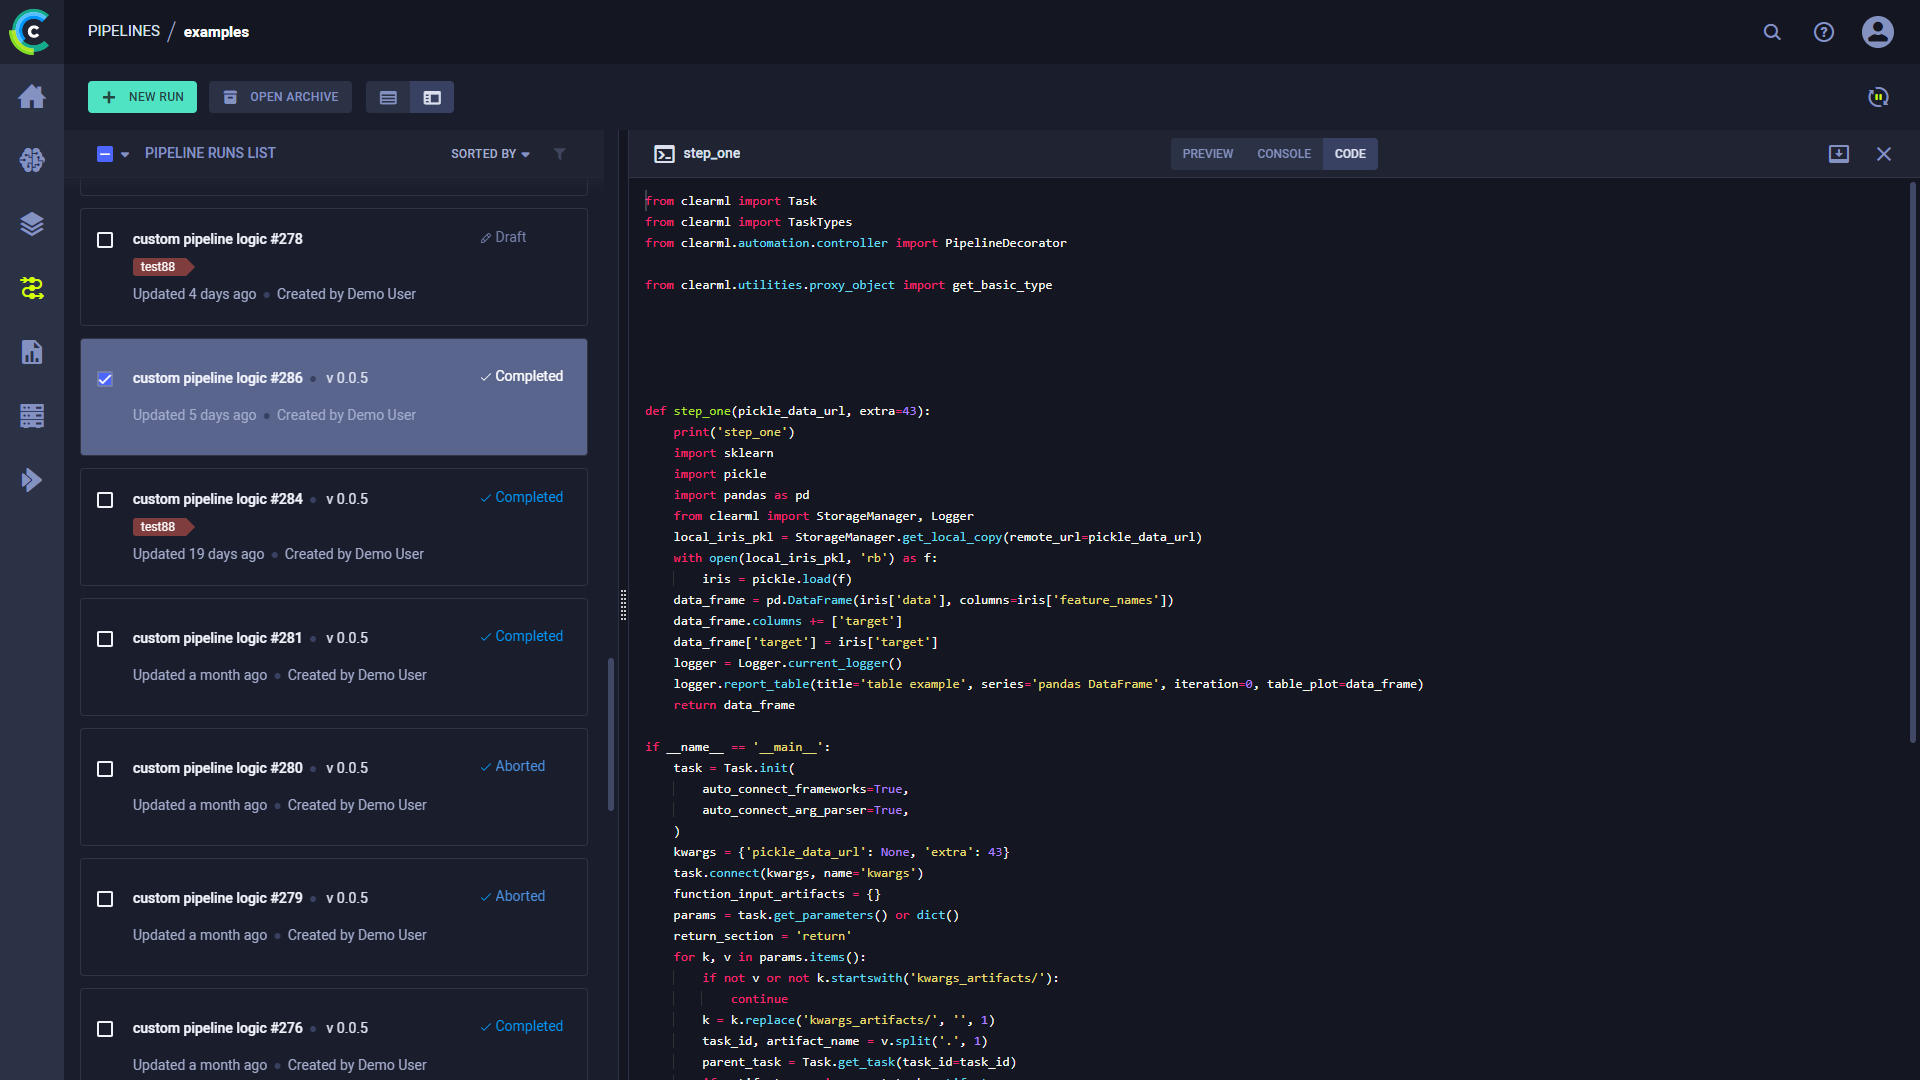 PIPELINES / examples
NEW RUN
OPEN ARCHIVE
PIPELINE RUNS LIST
SORTED BY
custom pipeline logic #278
Draft
test88
Updated 4 days ago • Created by Demo User
custom pipeline logic #286 • v 0.0.5
Completed
Updated 5 days ago • Created by Demo User
custom pipeline logic #284 • v 0.0.5
Completed
test88
Updated 19 days ago • Created by Demo User
custom pipeline logic #281 • v 0.0.5
Completed
Updated a month ago • Created by Demo User
custom pipeline logic #280 • v 0.0.5
Aborted
Updated a month ago • Created by Demo User
custom pipeline logic #279 • v 0.0.5
Aborted
Updated a month ago • Created by Demo User
custom pipeline logic #276 • v 0.0.5
Completed
Updated a month ago • Created by Demo User
step_one
PREVIEW
CONSOLE
CODE
from clearml import Task
from clearml import TaskTypes
from clearml.automation.controller import PipelineDecorator
from clearml.utilities.proxy_object import get_basic_type
def step_one(pickle_data_url, extra=43):
    print('step_one')
    import sklearn
    import pickle
    import pandas as pd
    from clearml import StorageManager, Logger
    local_iris_pkl = StorageManager.get_local_copy(remote_url=pickle_data_url)
    with open(local_iris_pkl, 'rb') as f:
        iris = pickle.load(f)
    data_frame = pd.DataFrame(iris['data'], columns=iris['feature_names'])
    data_frame.columns += ['target']
    data_frame['target'] = iris['target']
    logger = Logger.current_logger()
    logger.report_table(title='table example', series='pandas DataFrame', iteration=0, table_plot=data_frame)
    return data_frame
if __name__ == '__main__':
    task = Task.init(
        auto_connect_frameworks=True,
        auto_connect_arg_parser=True,
    )
    kwargs = {'pickle_data_url': None, 'extra': 43}
    task.connect(kwargs, name='kwargs')
    function_input_artifacts = {}
    params = task.get_parameters() or dict()
    return_section = 'return'
    for k, v in params.items():
        if not v or not k.startswith('kwargs_artifacts/'):
            continue
        k = k.replace('kwargs_artifacts/', '', 1)
        task_id, artifact_name = v.split('.', 1)
        parent_task = Task.get_task(task_id=task_id)